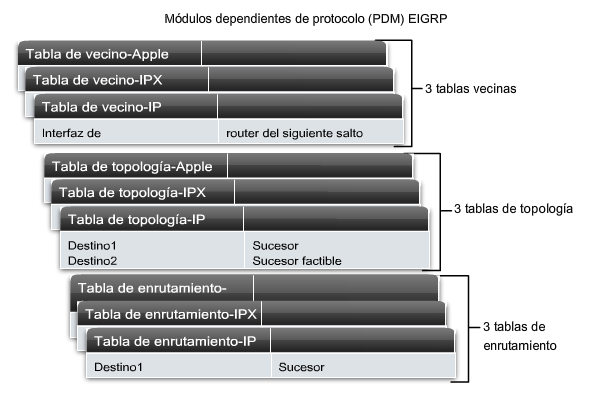 Módulos dependientes de protocolo (PDM) EIGRP
Tabla de vecino-Apple
Tabla de vecino-IPX
Tabla de vecino-IP
Interfaz de router del siguiente salto
3 tablas vecinas
Tabla de topología-Apple
Tabla de topología-IPX
Tabla de topología-IP
Destino1 Sucesor
Destino2 Sucesor factible
3 tablas de topología
Tabla de enrutamiento-
Tabla de enrutamiento-IPX
Tabla de enrutamiento-IP
Destino1 Sucesor
3 tablas de
enrutamiento